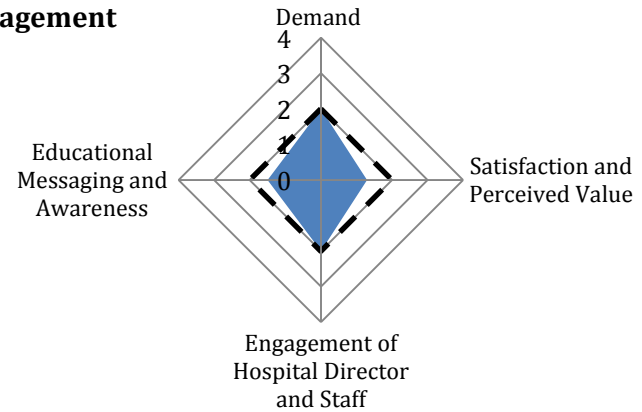 agement
Demand
4
3
2
1
0
Educational
Messaging and
Awareness
Satisfaction and
Perceived Value
Engagement of
Hospital Director
and Staff